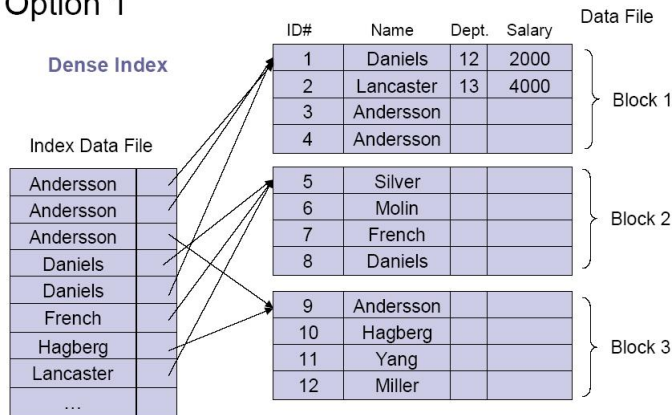 Option 1
Dense Index
Index Data File
Andersson
Andersson
Andersson
Daniels
Daniels
French
Hagberg
Lancaster
...
Data File
ID# Name Dept. Salary
1 Daniels 12 2000
2 Lancaster 13 4000
3 Andersson
4 Andersson
Block 1
5 Silver
6 Molin
7 French
8 Daniels
Block 2
9 Andersson
10 Hagberg
11 Yang
12 Miller
Block 3